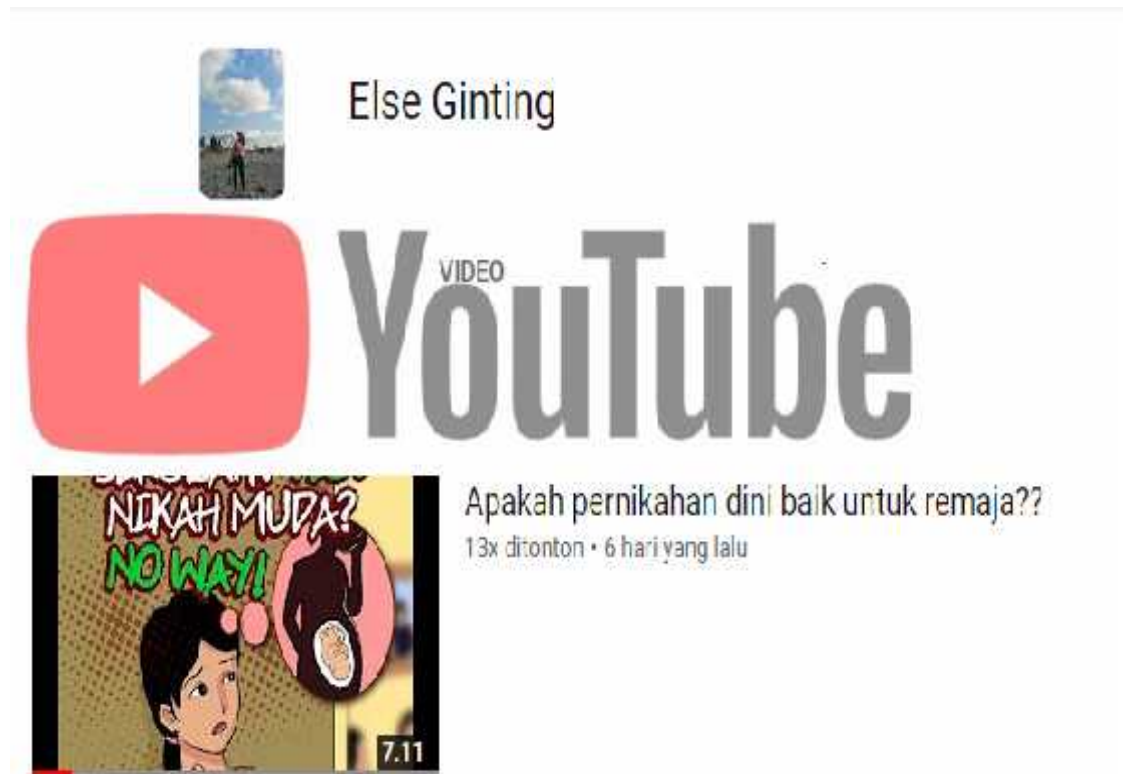 Else Ginting
VIDEO
YouTube
NIKAH MUDA?
NO WAY!
7.11
Apakah pernikahan dini baik untuk remaja??
13x ditonton • 6 hari yang lalu